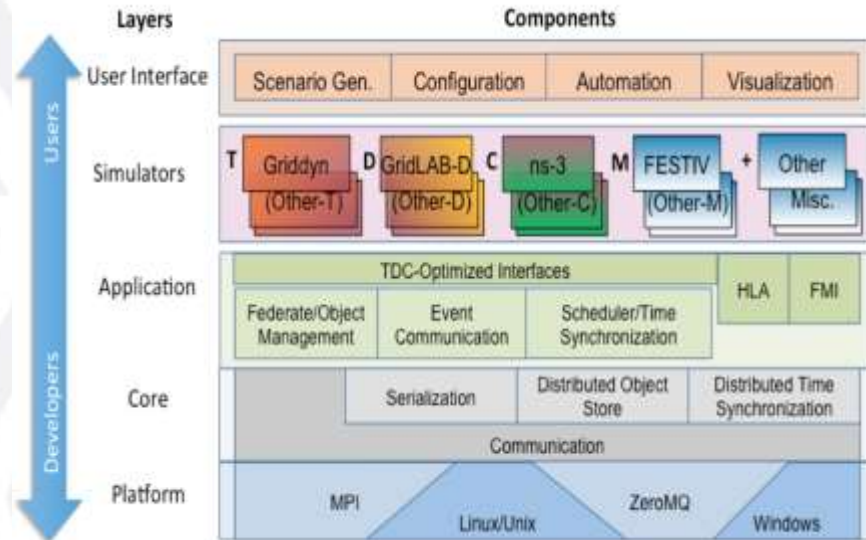 Layers
Components
User Interface
Scenario Gen.
Configuration
Automation
Visualization
Users
Simulators
T
Griddyn
(Other-T)
D
GridLAB-D
(Other-D)
C
ns-3
(Other-C)
M
FESTIV
(Other-M)
+
Other
Misc.
Application
TDC-Optimized Interfaces
HLA
FMI
Federate/Object
Management
Event
Communication
Scheduler/Time
Synchronization
Developers
Core
Serialization
Distributed Object
Store
Distributed Time
Synchronization
Communication
Platform
MPI
Linux/Unix
ZeroMQ
Windows